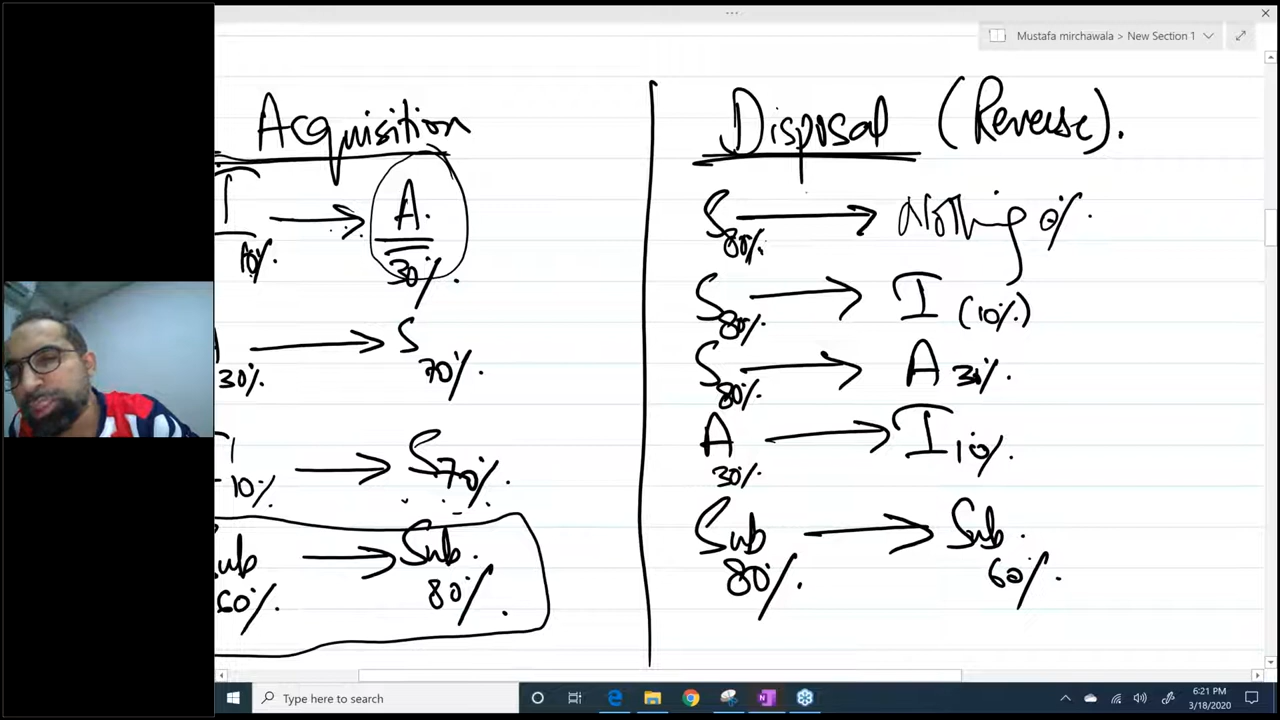 Mustafa mirchawala > New Section 1
Acquisition
I → A.
10% 30%.
30%. → S 70%.
10%. → S 70%.
Sub 60%. → Sub. 80%.
Disposal (Reverse).
S 80%. → Nothing 0%.
S 80%. → I (10%)
S 80%. → A 30%.
A 30%. → I 10%.
Sub 80%. → Sub. 60%.
Type here to search
6:21 PM
3/18/2020